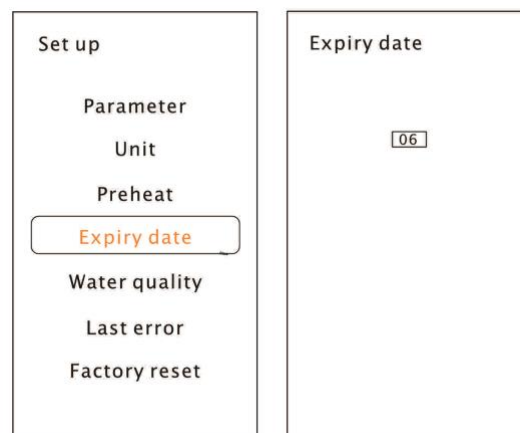 Set up
Parameter
Unit
Preheat
Expiry date
Water quality
Last error
Factory reset
Expiry date
06